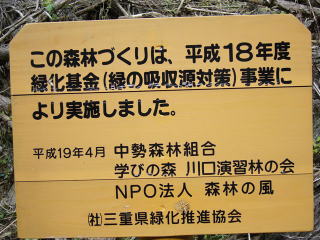 この森林づくりは、平成18年度
緑化基金(緑の吸収源対策)事業に
より実施しました。
平成19年4月 中勢森林組合
学びの森 川口演習林の会
NPO法人 森林の風
㈳三重県緑化推進協会